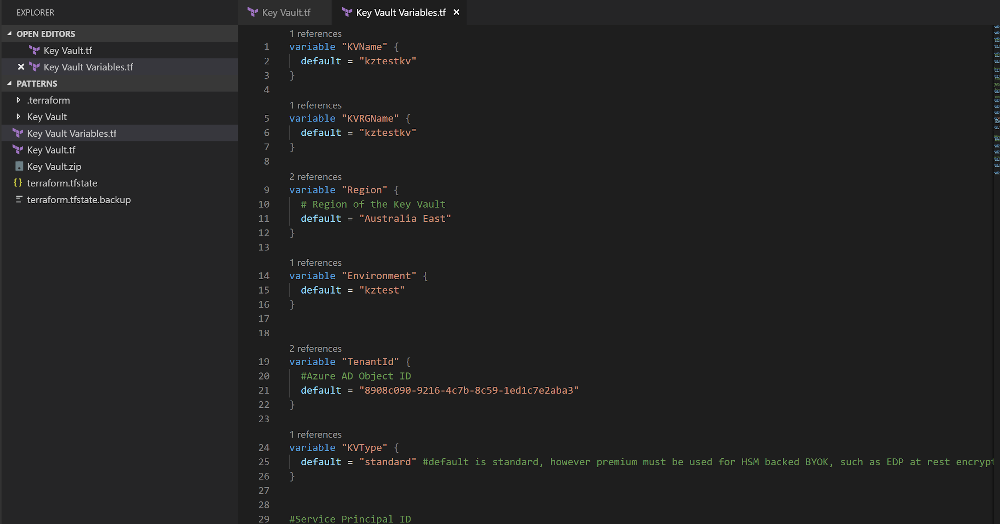 EXPLORER
OPEN EDITORS
Key Vault.tf
Key Vault Variables.tf
PATTERNS
.terraform
Key Vault
Key Vault Variables.tf
Key Vault.tf
Key Vault.zip
terraform.tfstate
terraform.tfstate.backup
Key Vault.tf
Key Vault Variables.tf
1 references
1 variable "KVName" {
2 default = "kztestkv"
3 }
4
1 references
5 variable "KVRGName" {
6 default = "kztestkv"
7 }
8
2 references
9 variable "Region" {
10 # Region of the Key Vault
11 default = "Australia East"
12 }
13
1 references
14 variable "Environment" {
15 default = "kztest"
16 }
17
18
2 references
19 variable "TenantId" {
20 #Azure AD Object ID
21 default = "8908c090-9216-4c7b-8c59-1ed1c7e2aba3"
22 }
23
1 references
24 variable "KVType" {
25 default = "standard" #default is standard, however premium must be used for HSM backed BYOK, such as EDP at rest encrypt
26 }
27
28
29 #Service Principal ID